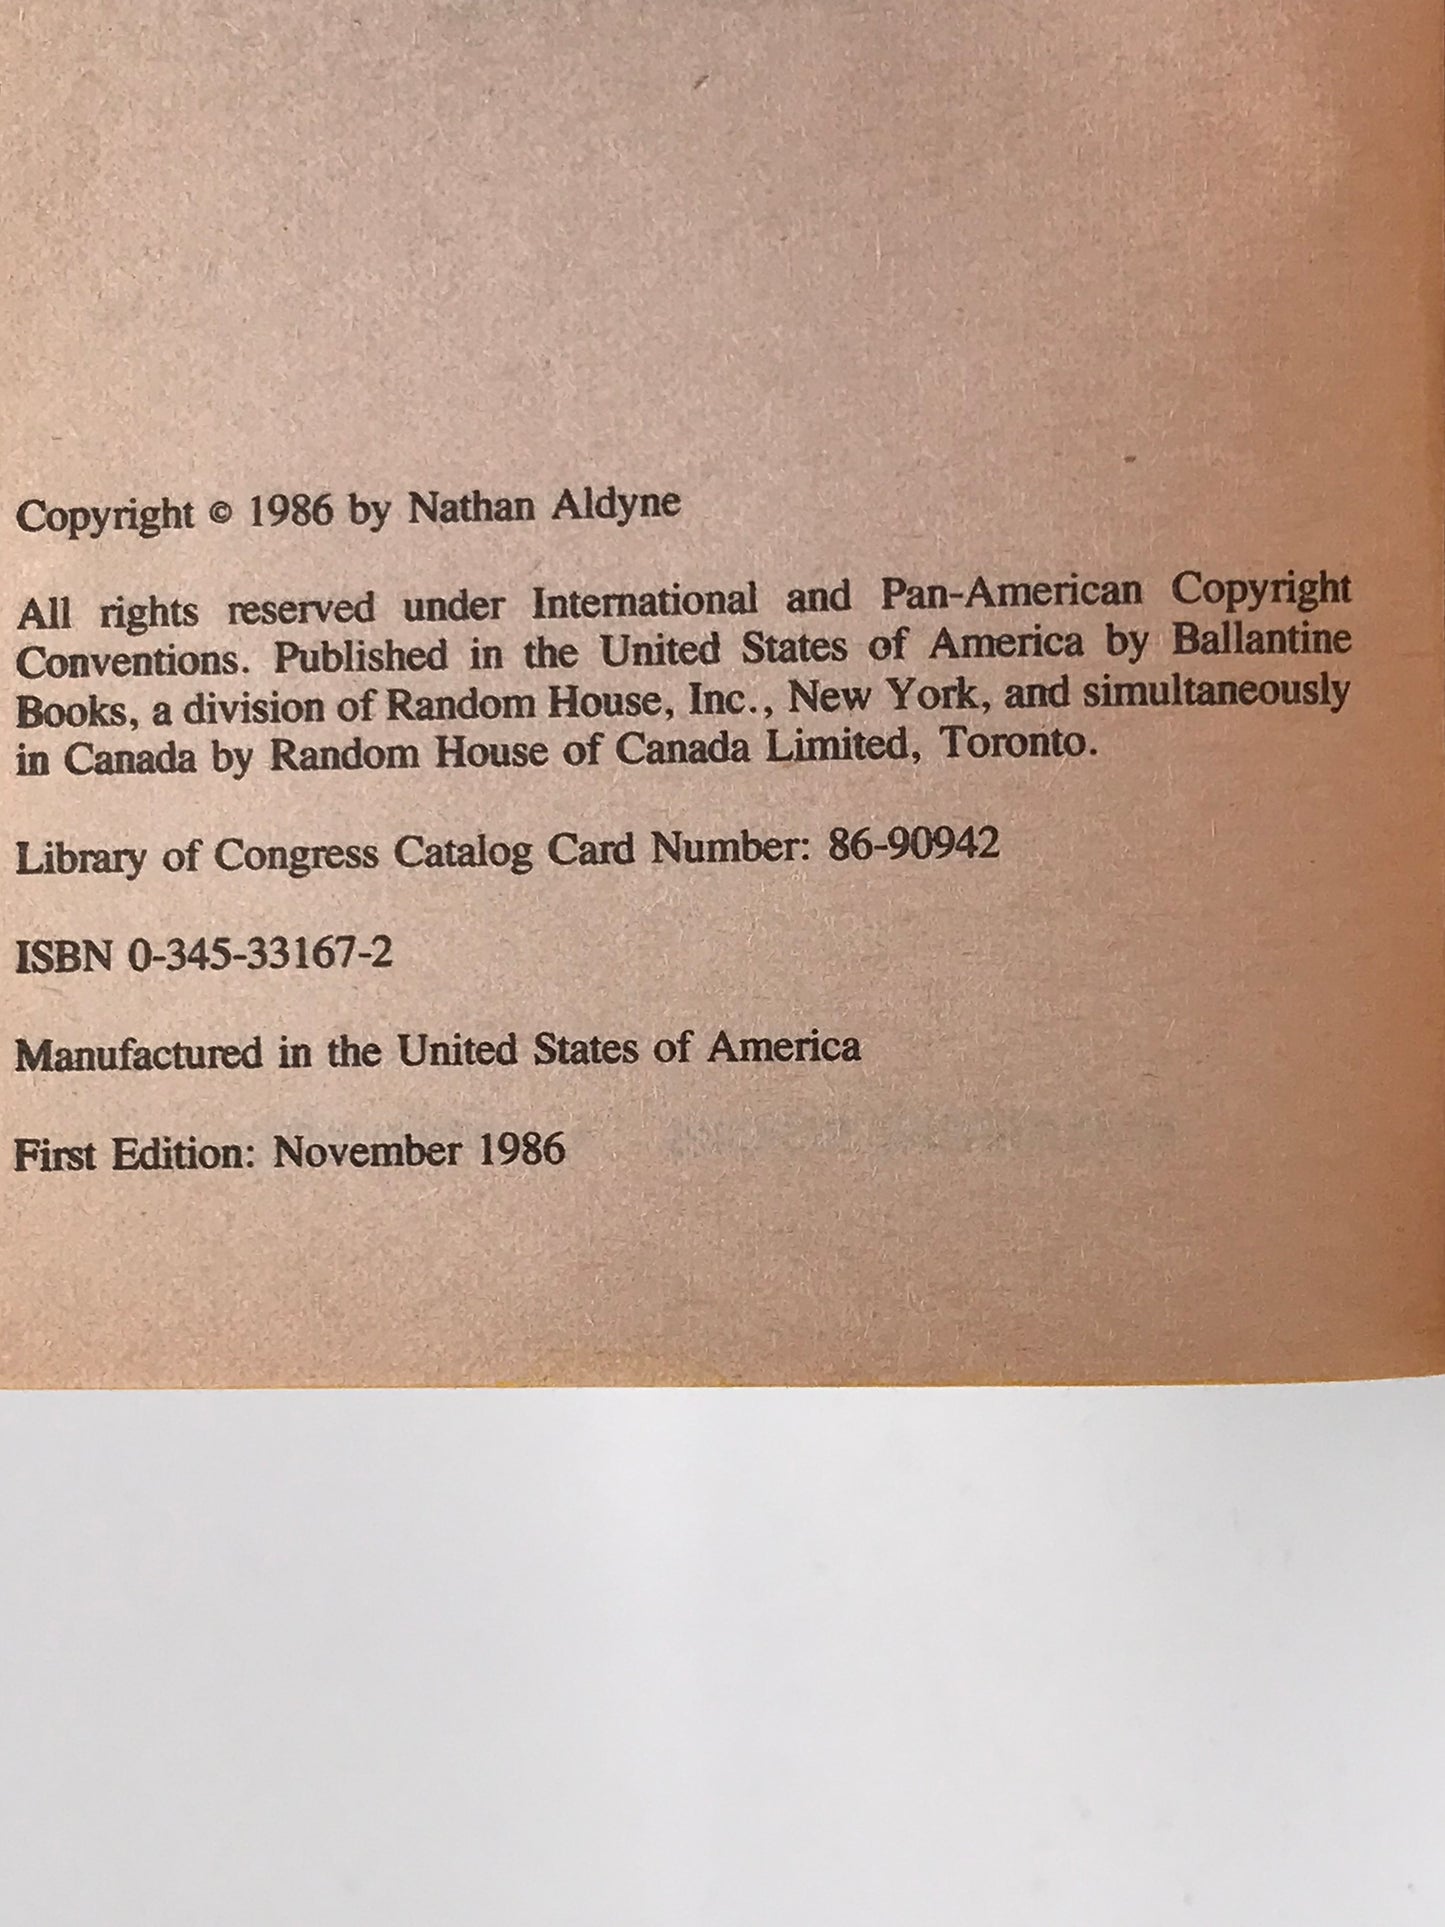 Copyright © 1986 by Nathan Aldyne
All rights reserved under International and Pan-American Copyright
Conventions. Published in the United States of America by Ballantine
Books, a division of Random House, Inc., New York, and simultaneously
in Canada by Random House of Canada Limited, Toronto.
Library of Congress Catalog Card Number: 86-90942
ISBN 0-345-33167-2
Manufactured in the United States of America
First Edition: November 1986